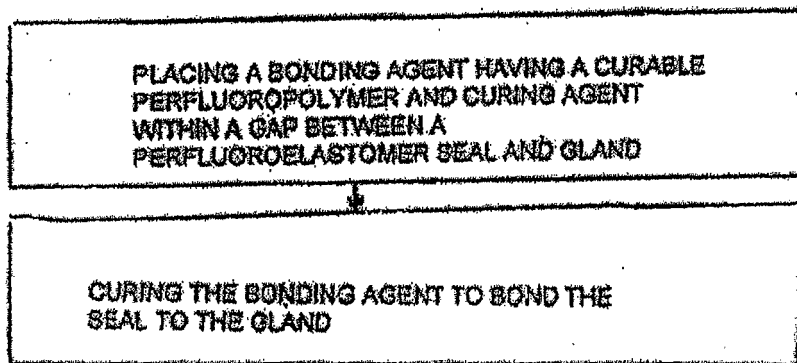 PLACING A BONDING AGENT HAVING A CURABLE
PERFLUOROPOLYMER AND CURING AGENT
WITHIN A GAP BETWEEN A
PERFLUOROELASTOMER SEAL AND GLAND
CURING THE BONDING AGENT TO BOND THE
SEAL TO THE GLAND